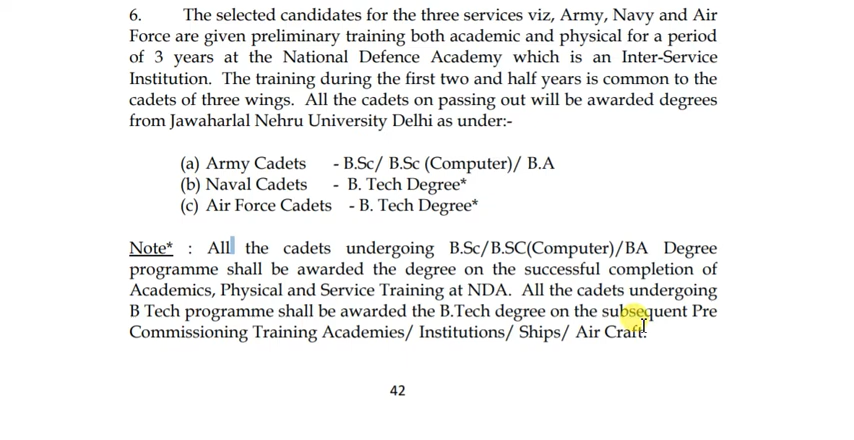 6. The selected candidates for the three services viz, Army, Navy and Air
Force are given preliminary training both academic and physical for a period
of 3 years at the National Defence Academy which is an Inter-Service
Institution. The training during the first two and half years is common to the
cadets of three wings. All the cadets on passing out will be awarded degrees
from Jawaharlal Nehru University Delhi as under:-
(a) Army Cadets - B.Sc/ B.Sc (Computer)/ B.A
(b) Naval Cadets - B. Tech Degree*
(c) Air Force Cadets - B. Tech Degree*
Note* : All the cadets undergoing B.Sc/B.SC(Computer)/BA Degree
programme shall be awarded the degree on the successful completion of
Academics, Physical and Service Training at NDA. All the cadets undergoing
B Tech programme shall be awarded the B.Tech degree on the subsequent Pre
Commissioning Training Academies/ Institutions/ Ships/ Air Craft.
42